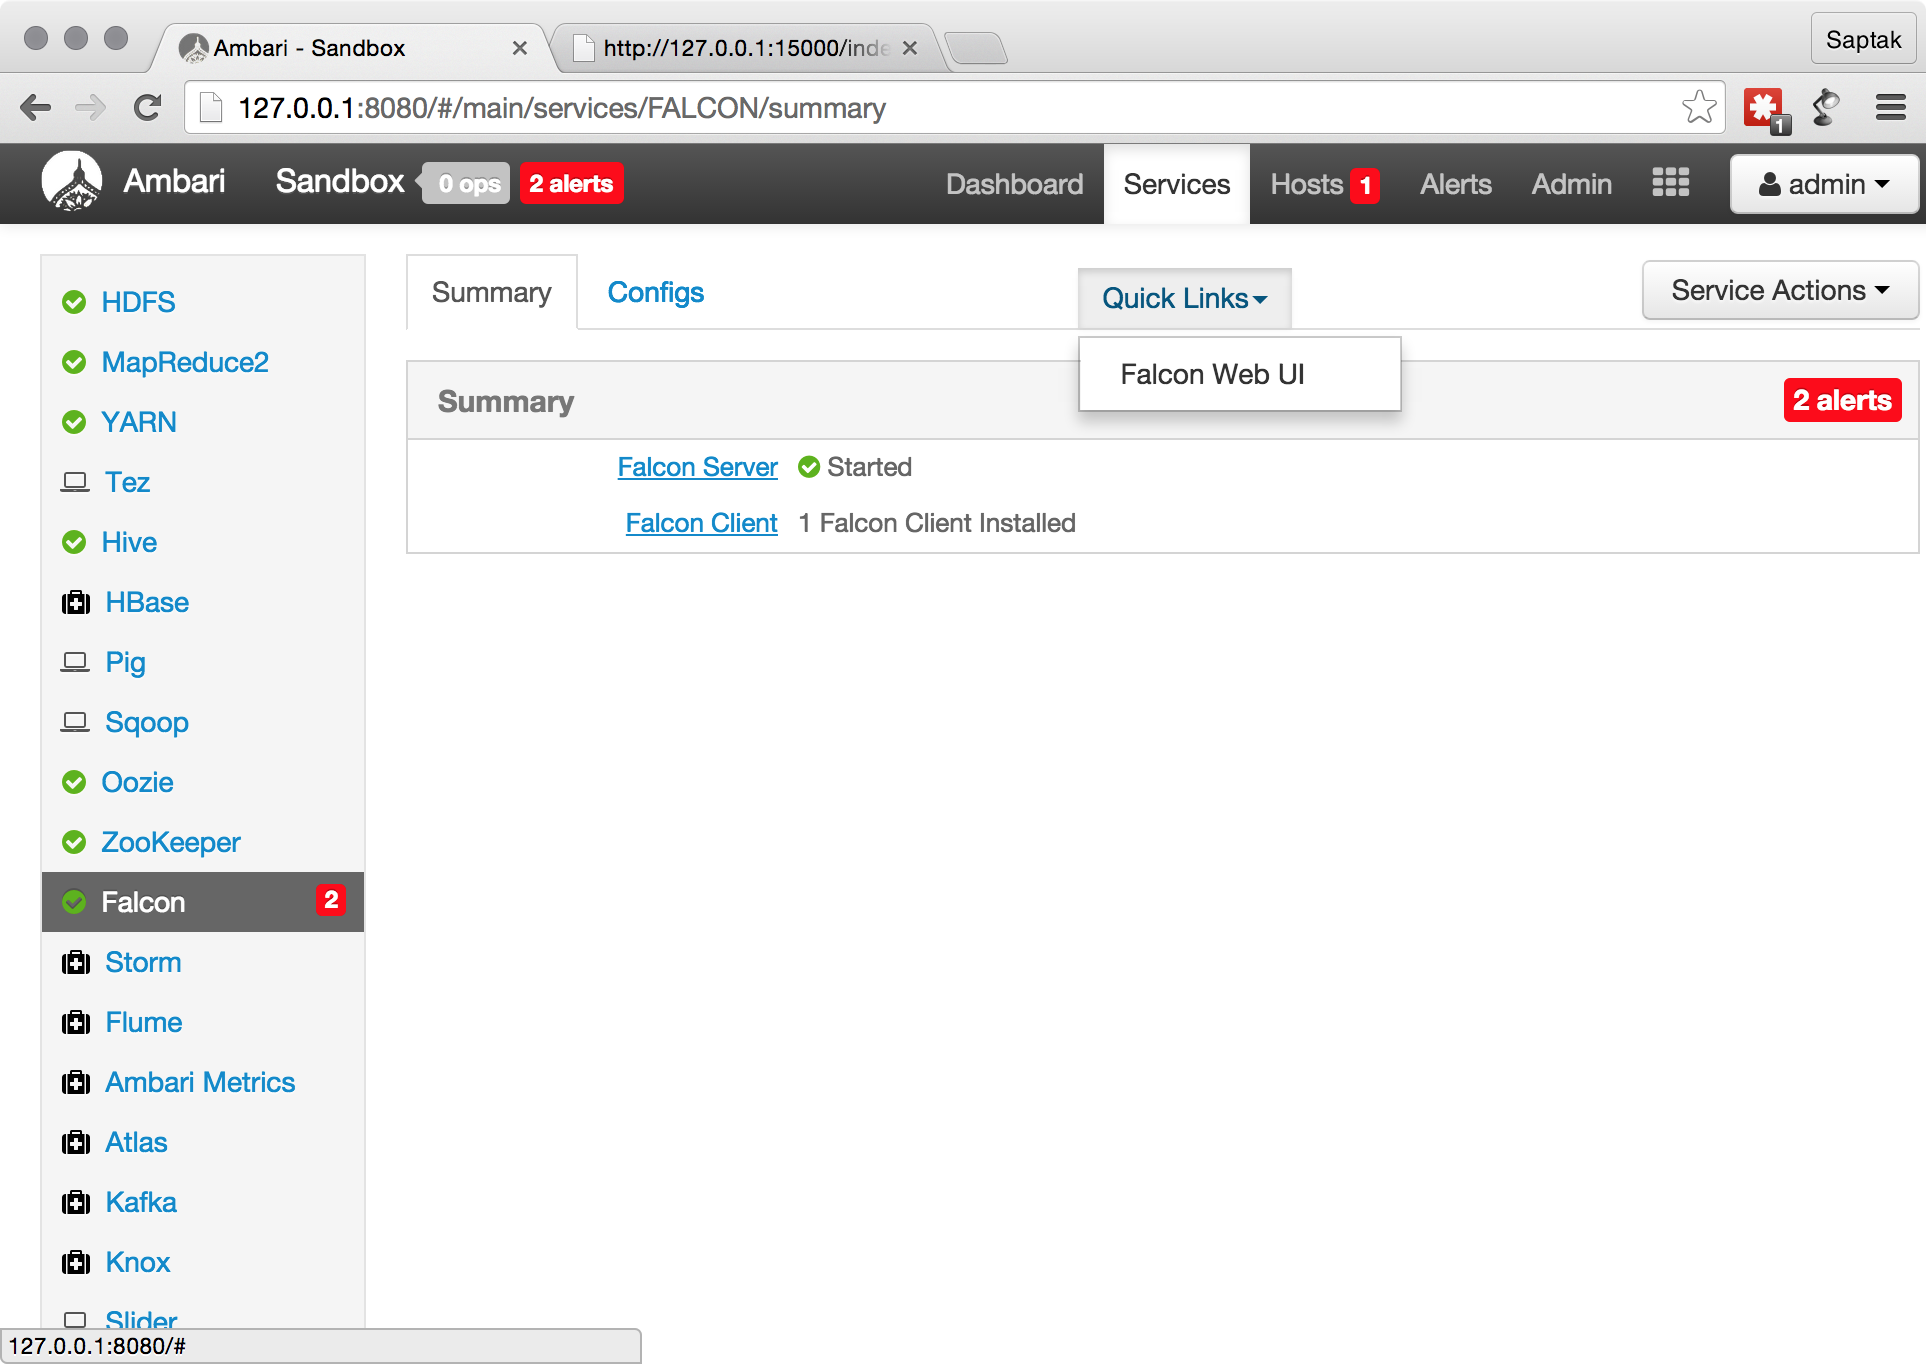 Ambari - Sandbox
http://127.0.0.1:15000/inde
Saptak
127.0.0.1:8080/#/main/services/FALCON/summary
1
Ambari
Sandbox
0 ops
2 alerts
Dashboard
Services
Hosts 1
Alerts
Admin
admin
HDFS
MapReduce2
YARN
Tez
Hive
HBase
Pig
Sqoop
Oozie
ZooKeeper
Falcon 2
Storm
Flume
Ambari Metrics
Atlas
Kafka
Knox
Slider
Summary
Configs
Quick Links
Service Actions
Falcon Web UI
Summary
2 alerts
Falcon Server Started
Falcon Client 1 Falcon Client Installed
127.0.0.1:8080/#